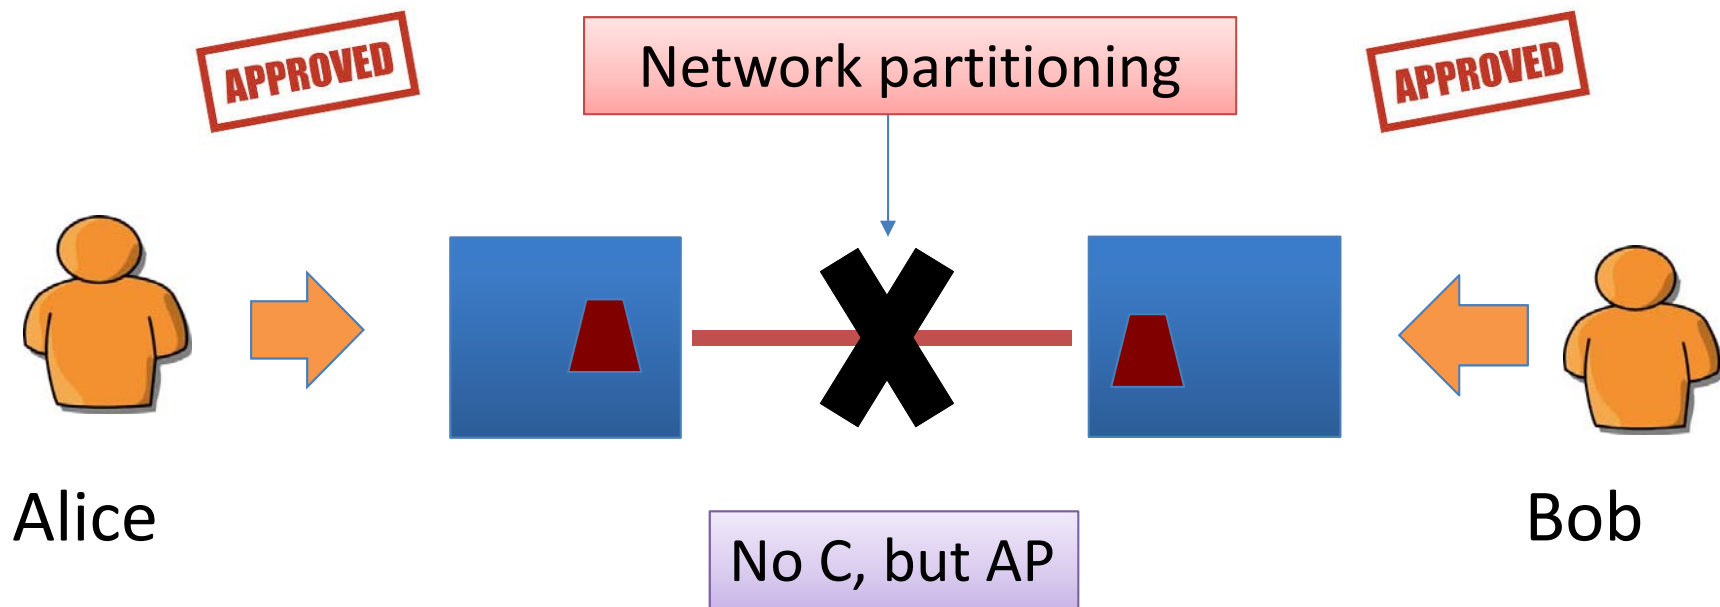 APPROVED
Network partitioning
APPROVED
Alice
Bob
No C, but AP